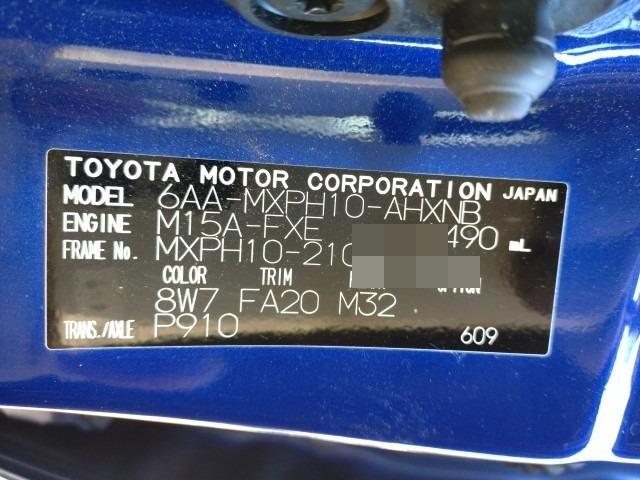 TOYOTA MOTOR CORPORATION JAPAN
MODEL 6AA-MXPH10-AHXNB
ENGINE M15A-FXE 490 mL
FRAME No. MXPH10-210
COLOR TRIM
8W7 FA20 M32
TRANS./AXLE P910 609